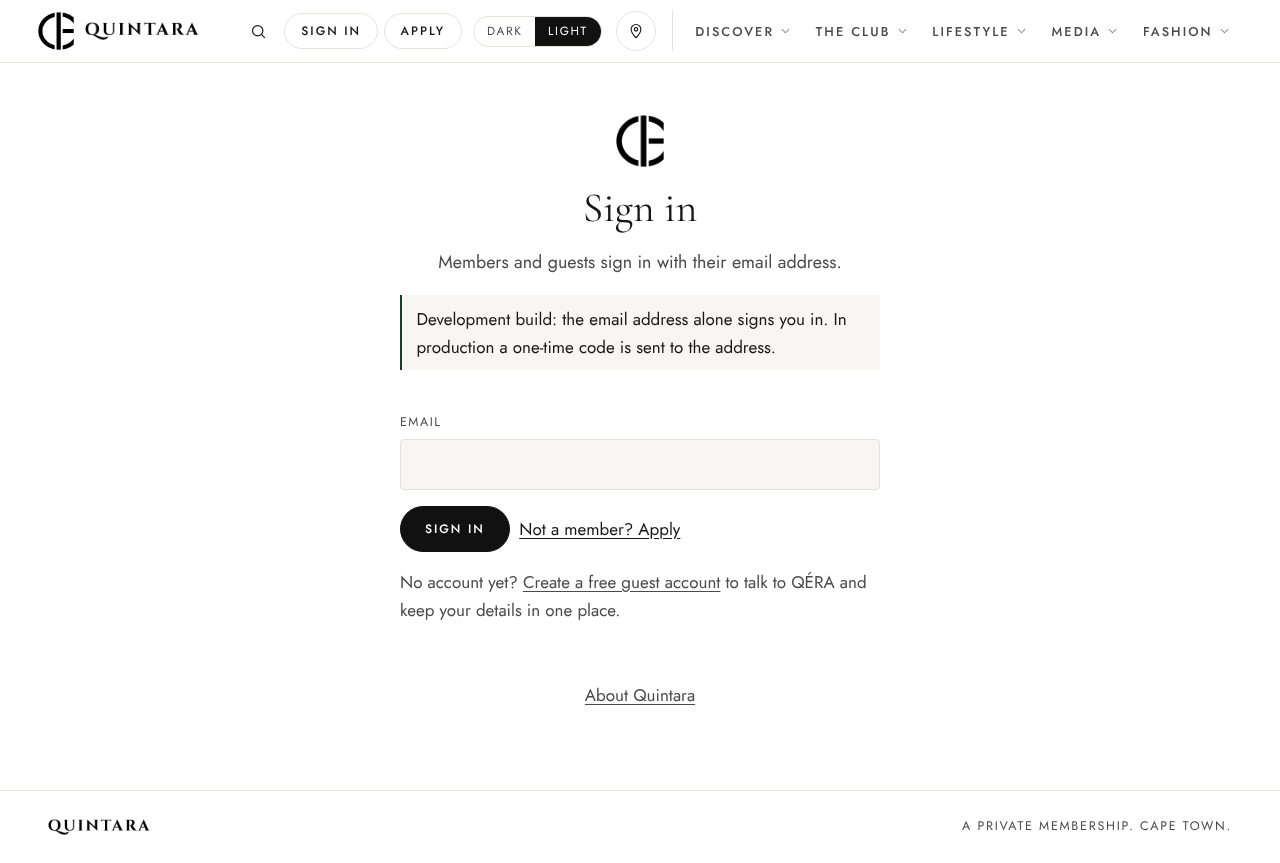 QUINTARA
SIGN IN
APPLY
DARK
LIGHT
DISCOVER
THE CLUB
LIFESTYLE
MEDIA
FASHION
Sign in
Members and guests sign in with their email address.
Development build: the email address alone signs you in. In
production a one-time code is sent to the address.
EMAIL
SIGN IN
Not a member? Apply
No account yet? Create a free guest account to talk to QÉRA and
keep your details in one place.
About Quintara
QUINTARA
A PRIVATE MEMBERSHIP. CAPE TOWN.